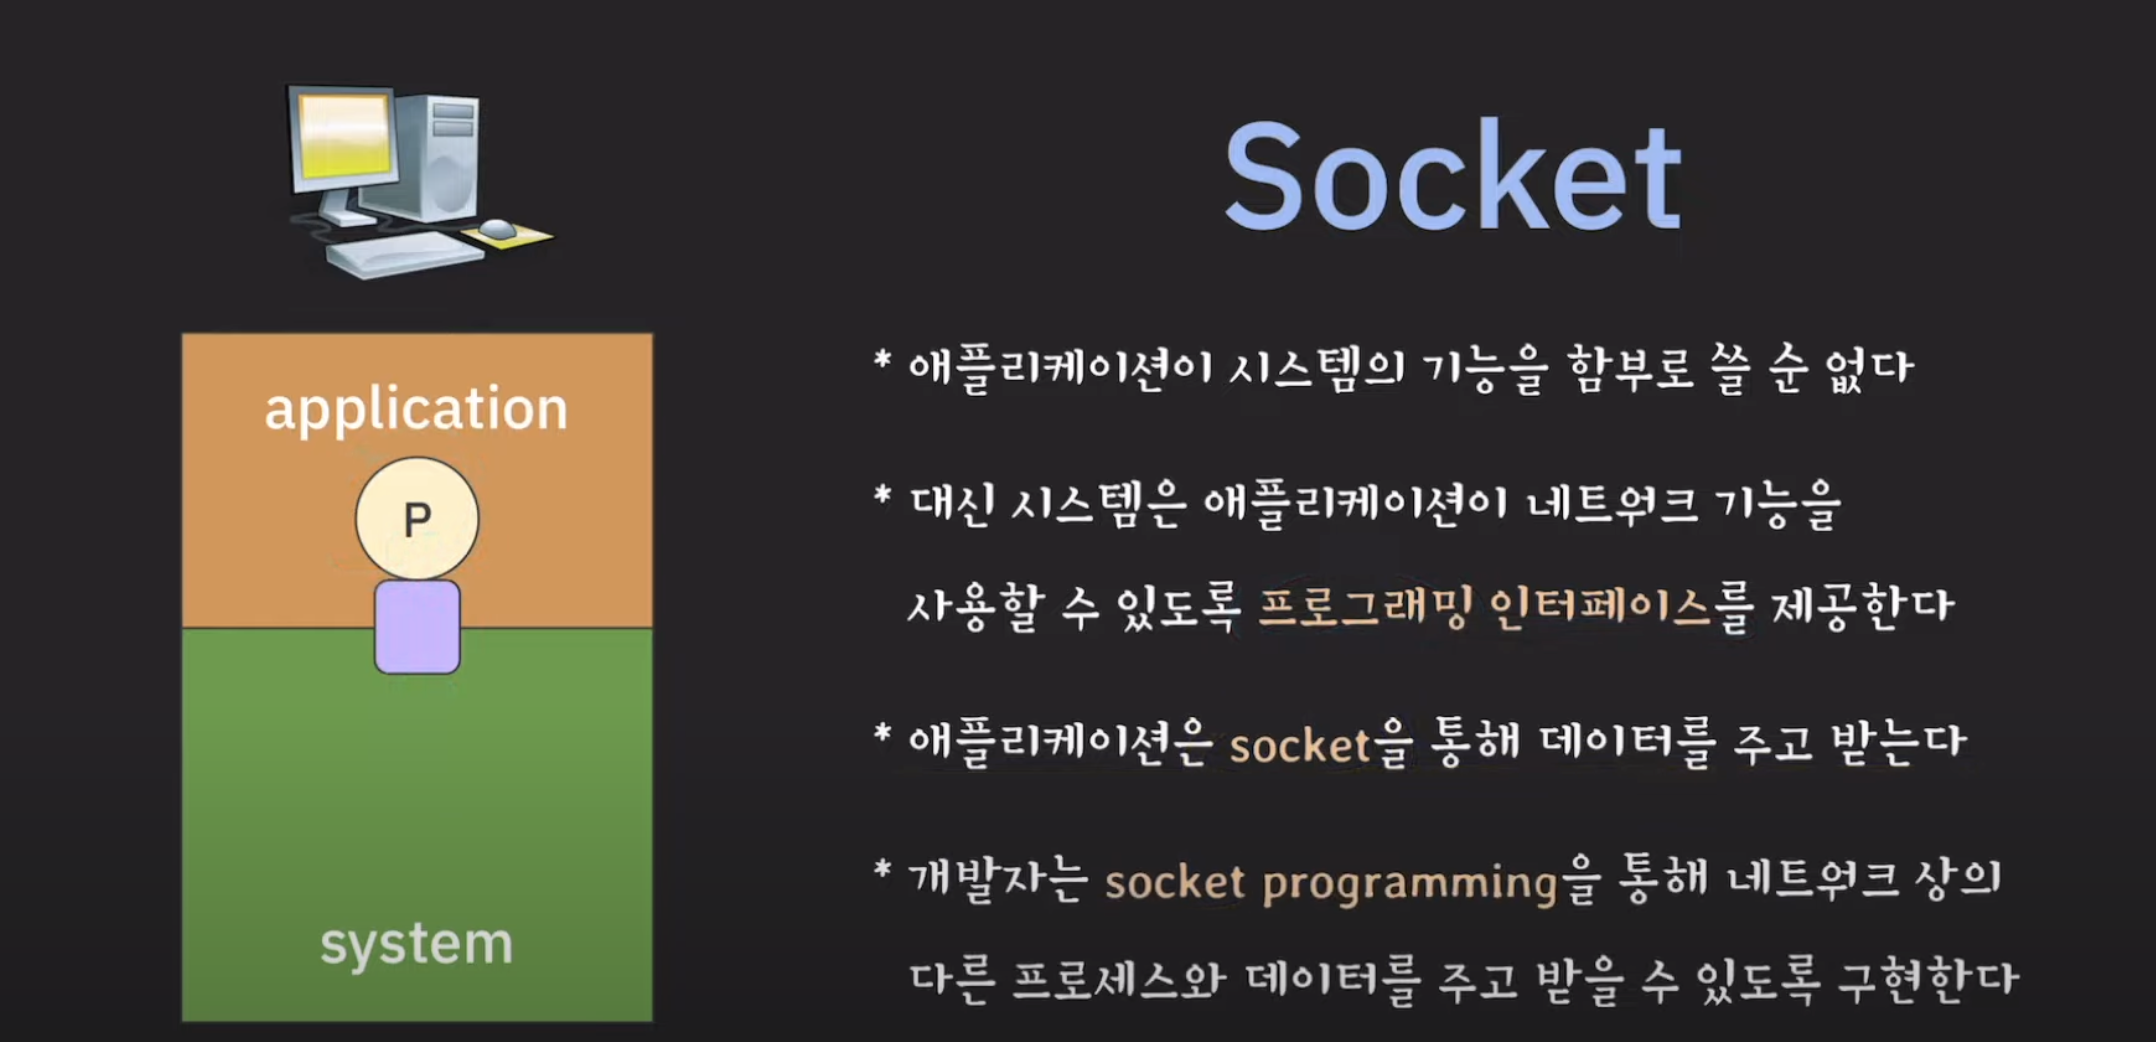 Socket
application
P
system
* 애플리케이션이 시스템의 기능을 함부로 쓸 순 없다
* 대신 시스템은 애플리케이션이 네트워크 기능을
사용할 수 있도록 프로그래밍 인터페이스를 제공한다
* 애플리케이션은 socket을 통해 데이터를 주고 받는다
* 개발자는 socket programming을 통해 네트워크 상의
다른 프로세스와 데이터를 주고 받을 수 있도록 구현한다